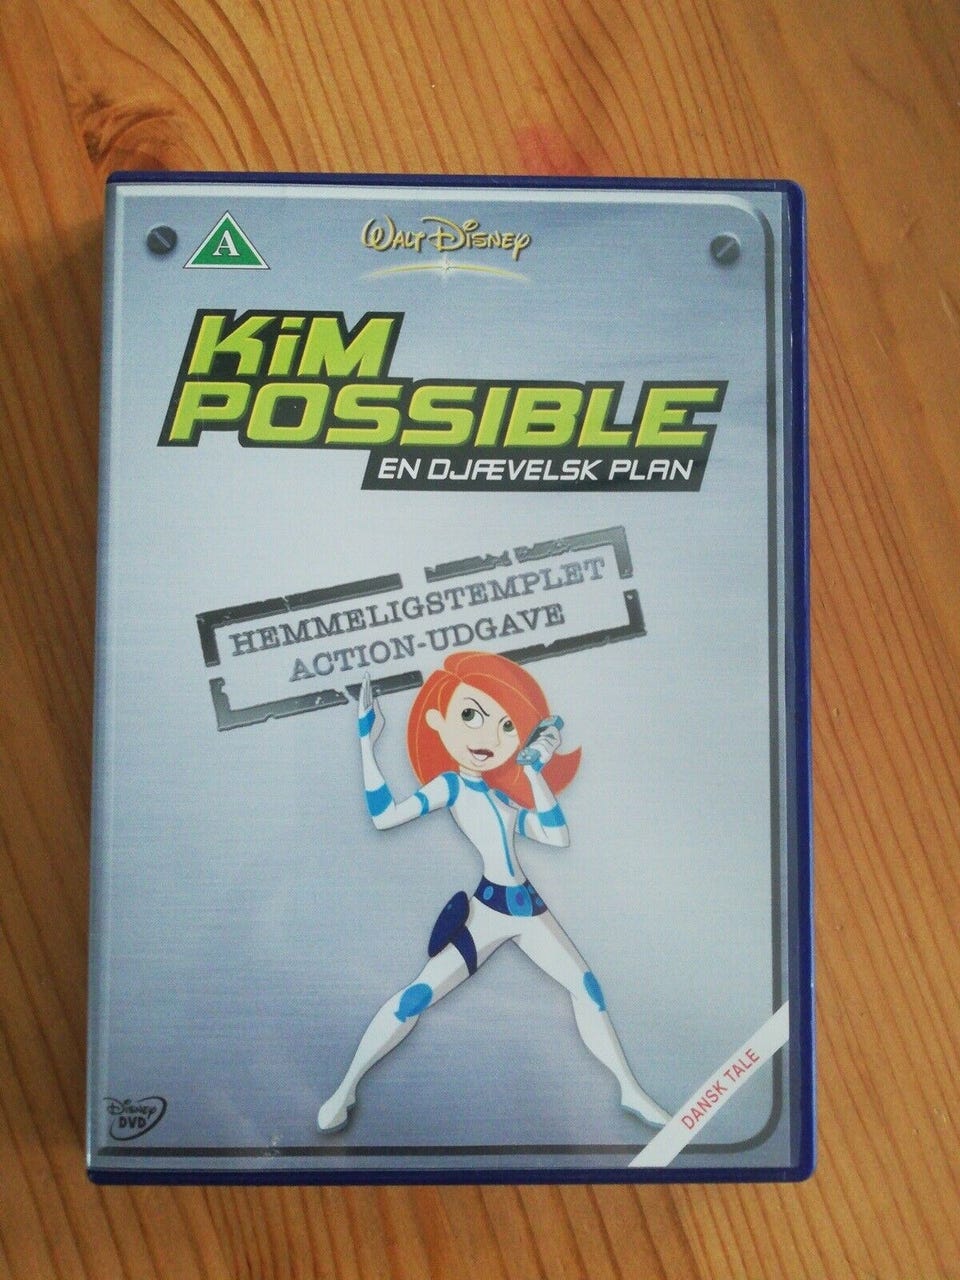 A
WALT DISNEY
KiM
POSSIBLE
EN DJÆVELSK PLAN
HEMMELIGSTEMPLET
ACTION-UDGAVE
DANSK TALE
DISNEY
DVD